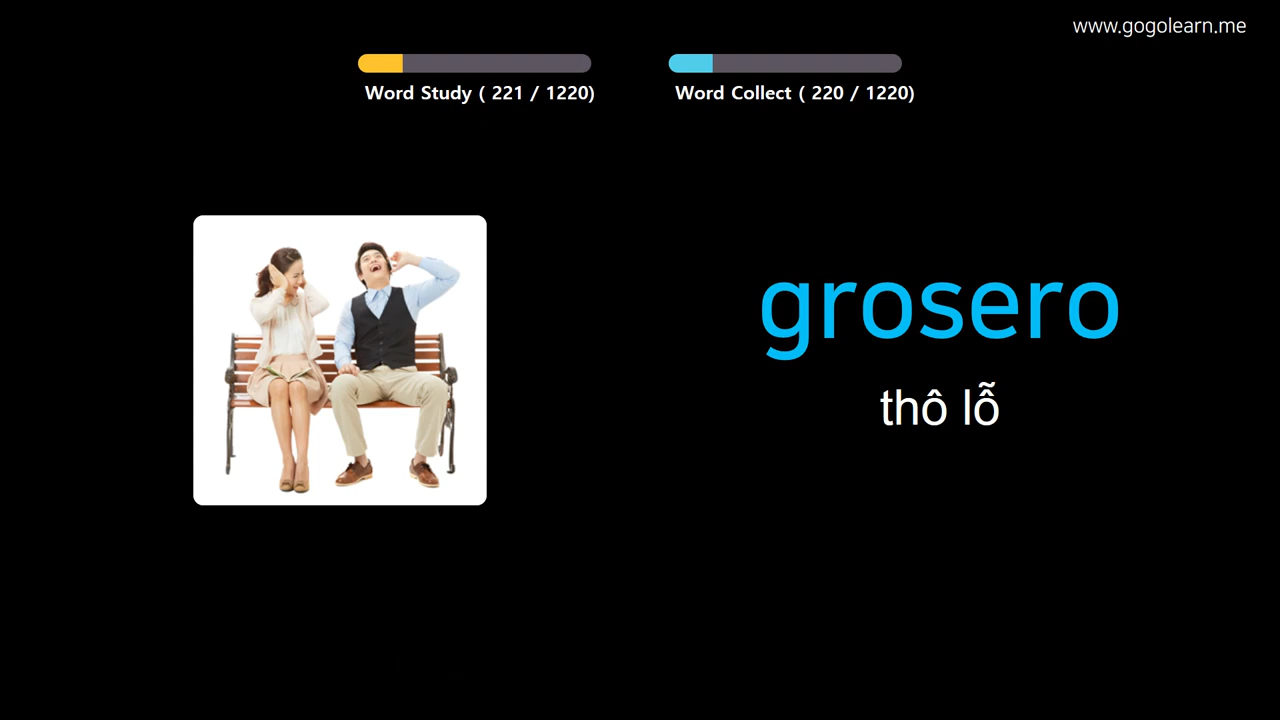 www.gogolearn.me
Word Study ( 221 / 1220)
Word Collect ( 220 / 1220)
grosero
thô lỗ